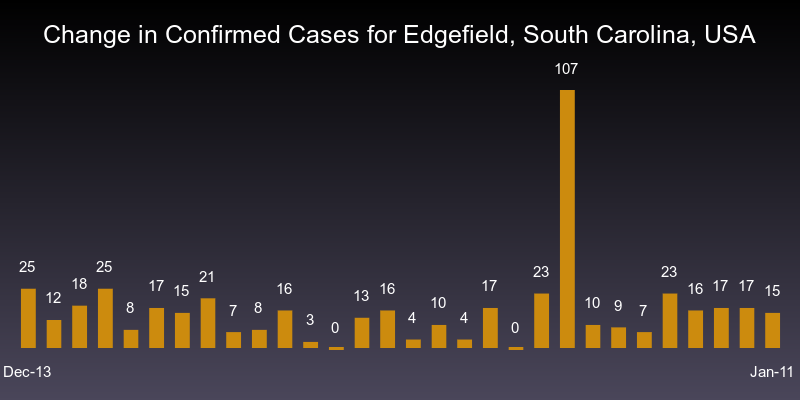 Change in Confirmed Cases for Edgefield, South Carolina, USA
107
25 12 18 25 8 17 15 21 7 8 16 3 0 13 16 4 10 4 17 0 23 10 9 7 23 16 17 17 15
Dec-13 Jan-11